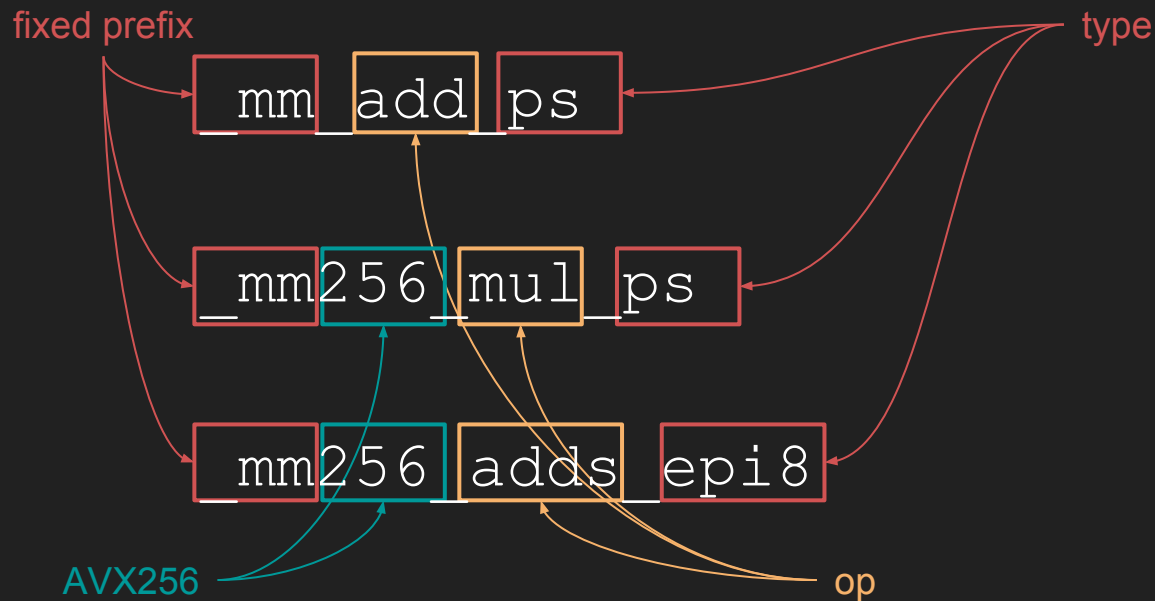 fixed prefix
type
_mm_add_ps
_mm256_mul_ps
_mm256_adds_epi8
AVX256
op